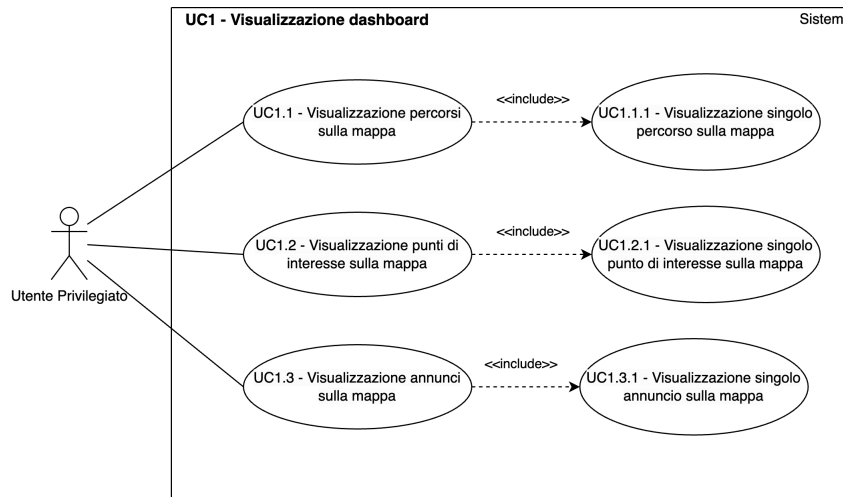 UC1 - Visualizzazione dashboard
Sistem
<<include>>
UC1.1 - Visualizzazione percorsi
sulla mappa
UC1.1.1 - Visualizzazione singolo
percorso sulla mappa
<<include>>
UC1.2 - Visualizzazione punti di
interesse sulla mappa
UC1.2.1 - Visualizzazione singolo
punto di interesse sulla mappa
Utente Privilegiato
<<include>>
UC1.3 - Visualizzazione annunci
sulla mappa
UC1.3.1 - Visualizzazione singolo
annuncio sulla mappa